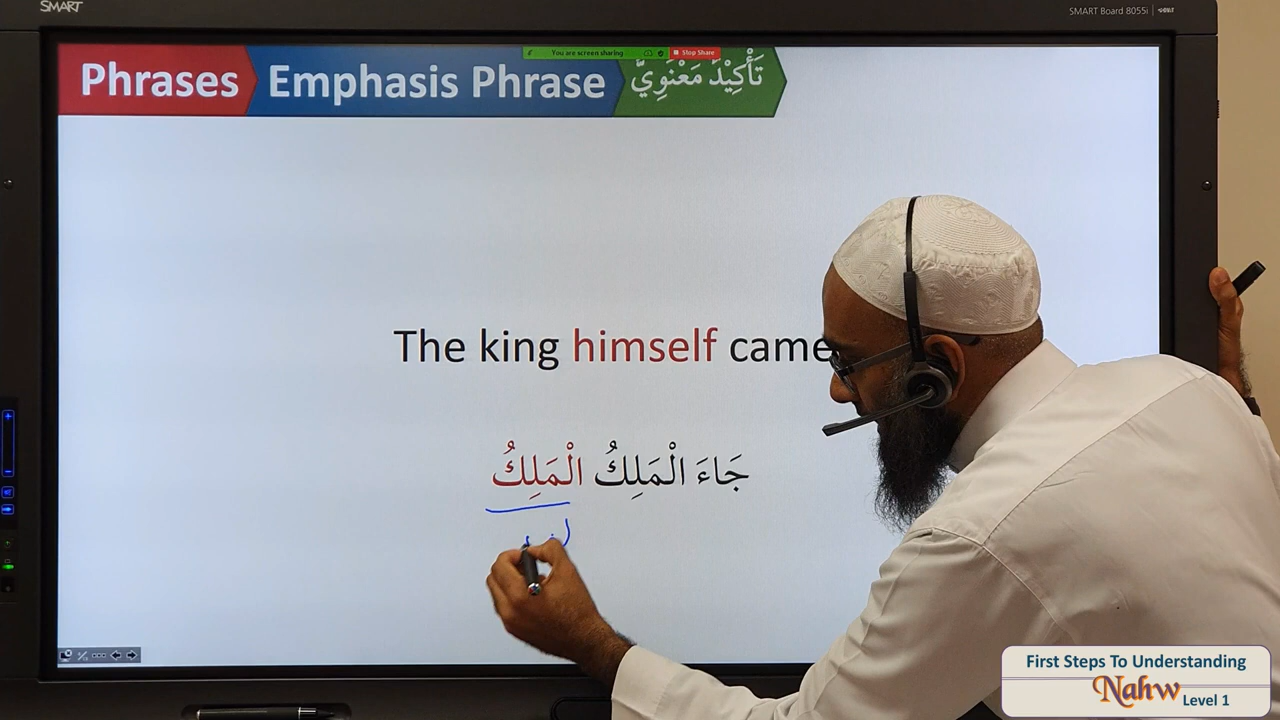 SMART
SMART Board 8055i
You are screen sharing Stop Share
Phrases Emphasis Phrase تَأْكِيْدٌ مَعْنَوِيٌّ
The king himself came
جَاءَ الْمَلِكُ الْمَلِكُ
First Steps To Understanding
Nahw Level 1